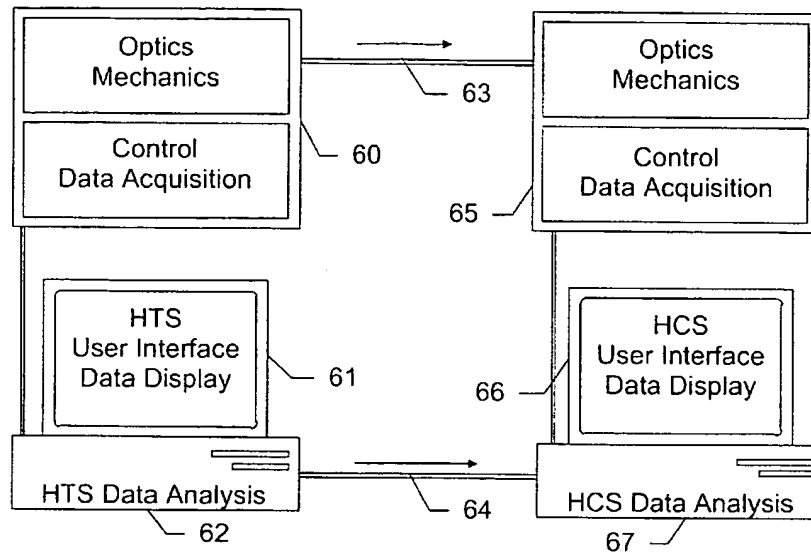 Optics
Mechanics
Control
Data Acquisition
60
63
Optics
Mechanics
Control
Data Acquisition
65
HTS
User Interface
Data Display
61
HTS Data Analysis
62
64
HCS
User Interface
Data Display
66
HCS Data Analysis
67